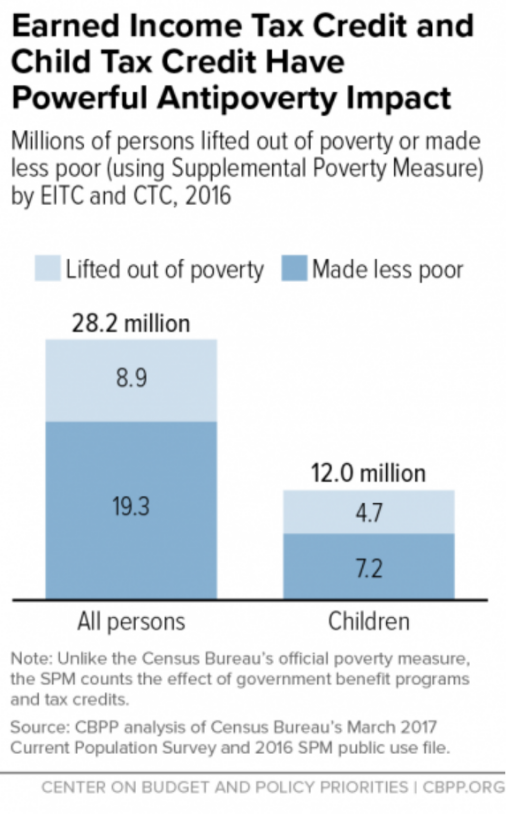 Earned Income Tax Credit and
Child Tax Credit Have
Powerful Antipoverty Impact
Millions of persons lifted out of poverty or made
less poor (using Supplemental Poverty Measure)
by EITC and CTC, 2016
Lifted out of poverty
Made less poor
28.2 million
8.9
19.3
12.0 million
4.7
7.2
All persons
Children
Note: Unlike the Census Bureau's official poverty measure,
the SPM counts the effect of government benefit programs
and tax credits.
Source: CBPP analysis of Census Bureau's March 2017
Current Population Survey and 2016 SPM public use file.
CENTER ON BUDGET AND POLICY PRIORITIES | CBPP.ORG